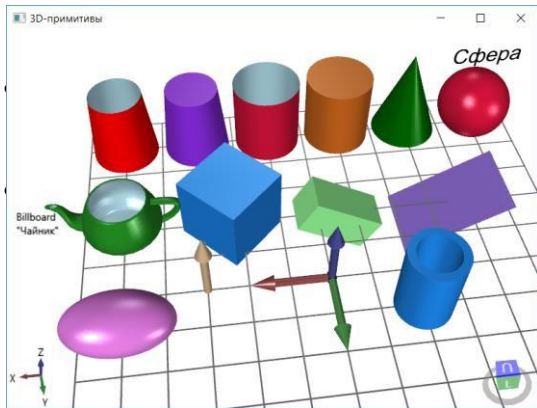 3D-примитивы
Сфера
Billboard
"Чайник"
Z
X
Y
U
L